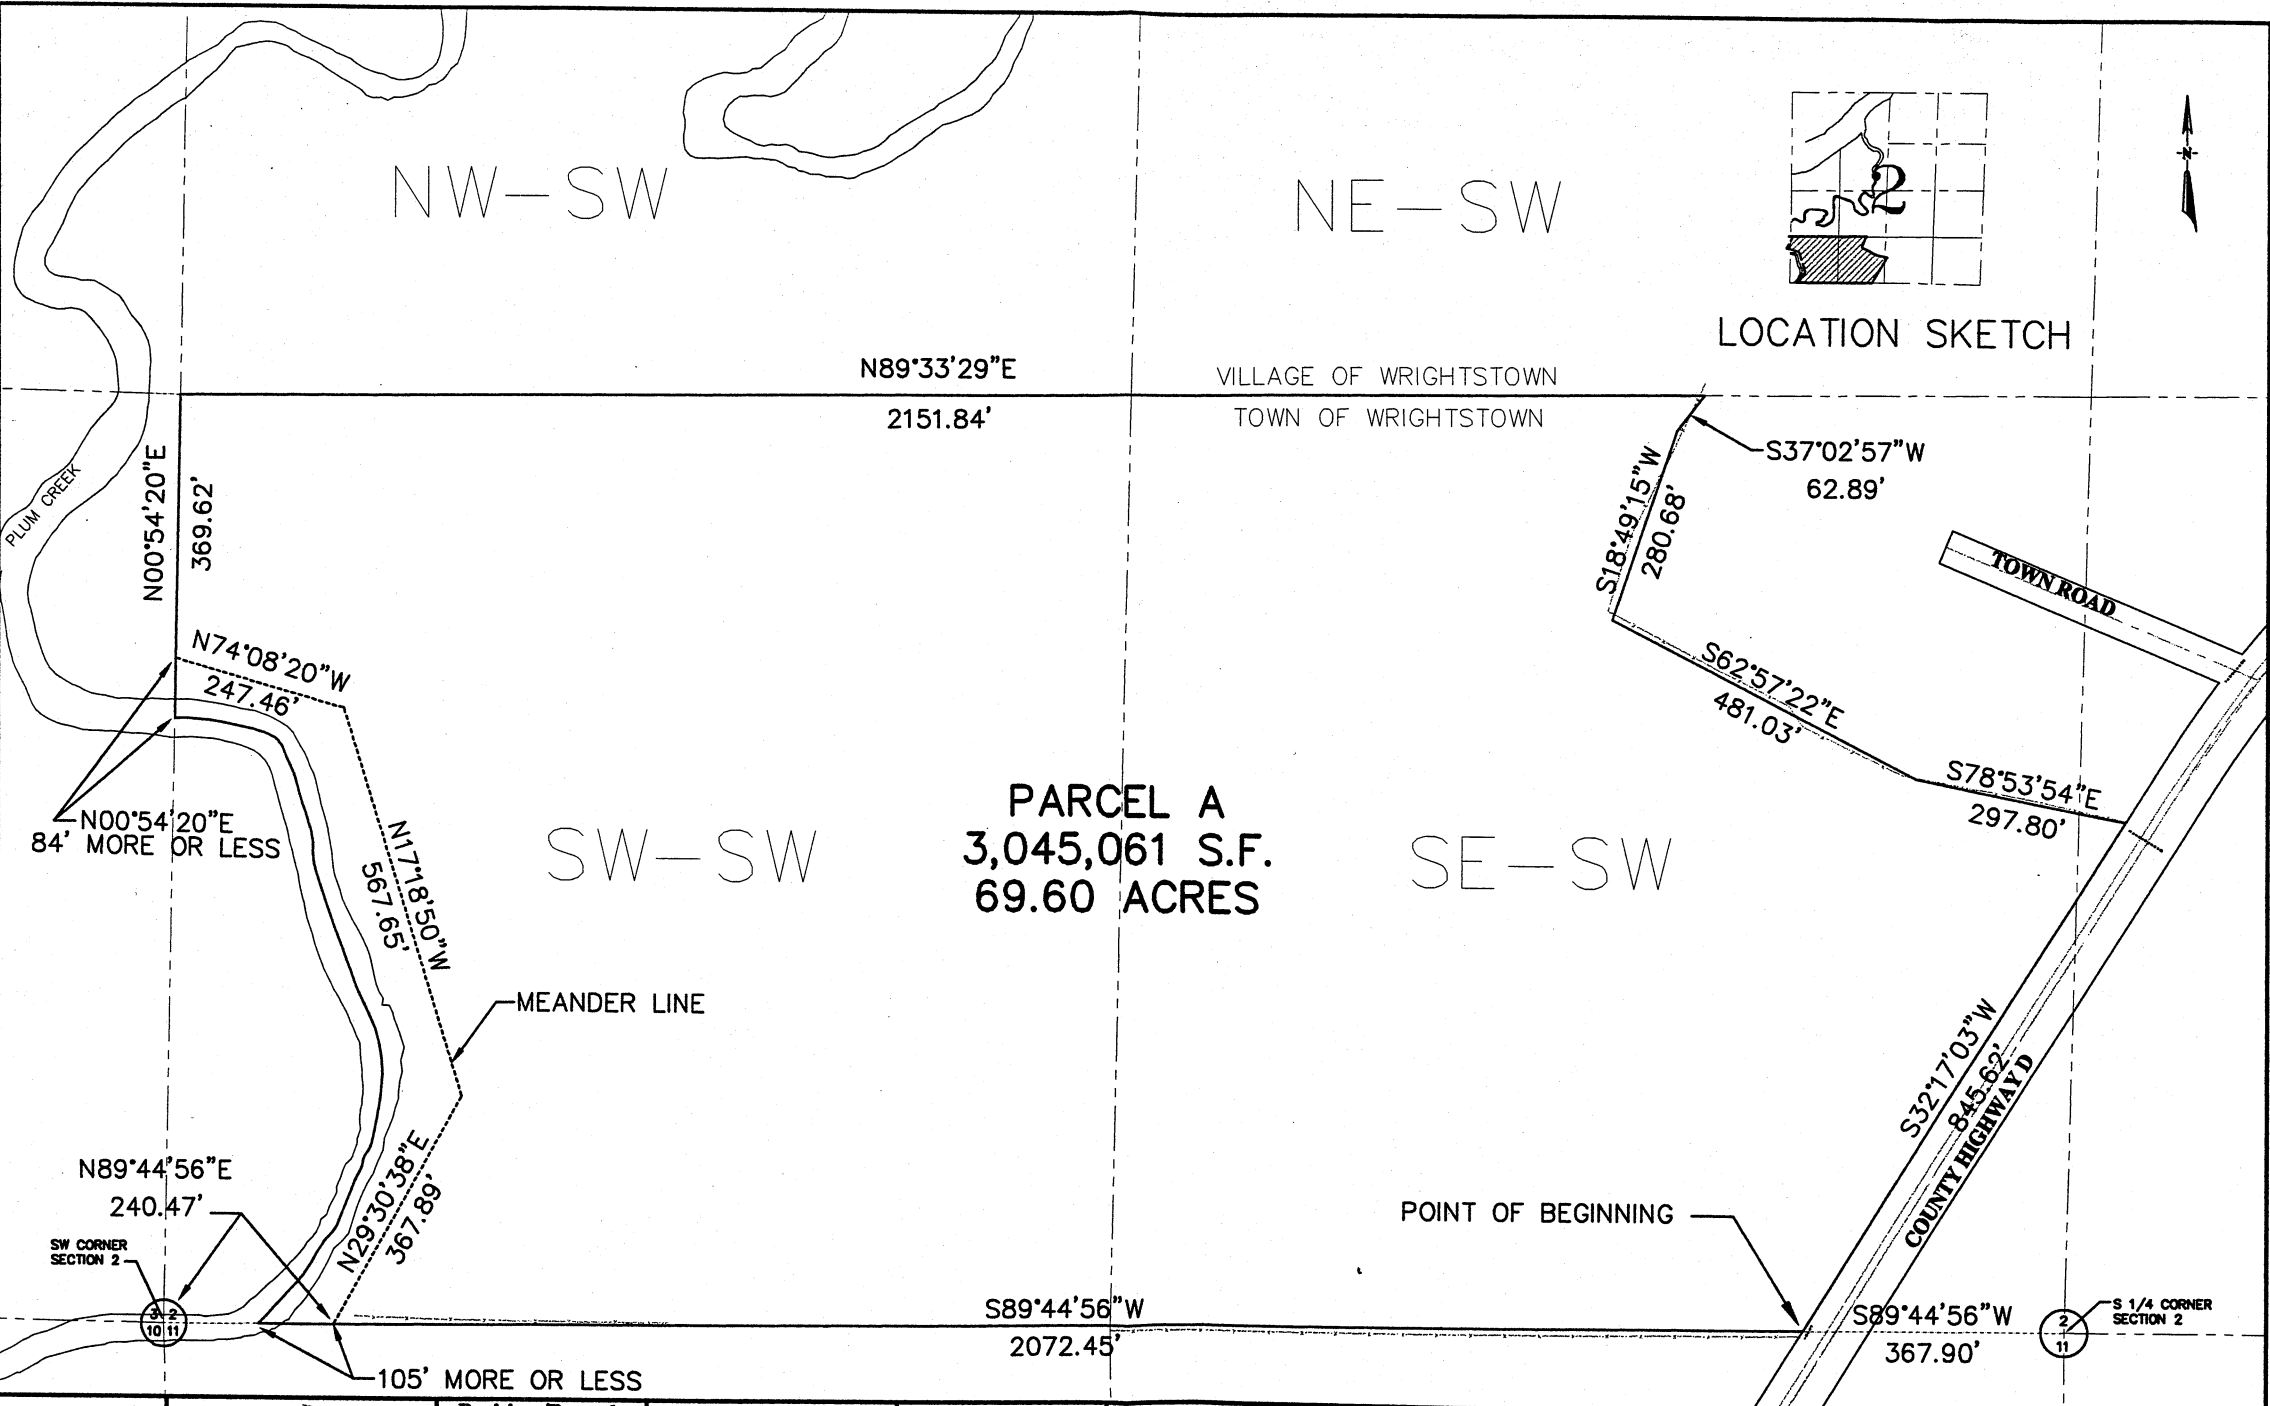 NW–SW
NE–SW
2
N
LOCATION SKETCH
N89°33'29"E
2151.84'
VILLAGE OF WRIGHTSTOWN
TOWN OF WRIGHTSTOWN
S37°02'57"W
62.89'
S18°49'15"W
280.68'
PLUM CREEK
N00°54'20"E
369.62'
TOWN ROAD
N74°08'20"W
247.46'
S62°57'22"E
481.03'
S78°53'54"E
297.80'
N00°54'20"E
84' MORE OR LESS
SW–SW
PARCEL A
3,045,061 S.F.
69.60 ACRES
SE–SW
N17°18'50"W
567.65'
MEANDER LINE
S32°17'03"W
845.62'
COUNTY HIGHWAY D
N29°30'38"E
367.89'
N89°44'56"E
240.47'
SW CORNER
SECTION 2
3 2
10 11
POINT OF BEGINNING
S89°44'56"W
2072.45'
S89°44'56"W
367.90'
S 1/4 CORNER
SECTION 2
2
11
105' MORE OR LESS